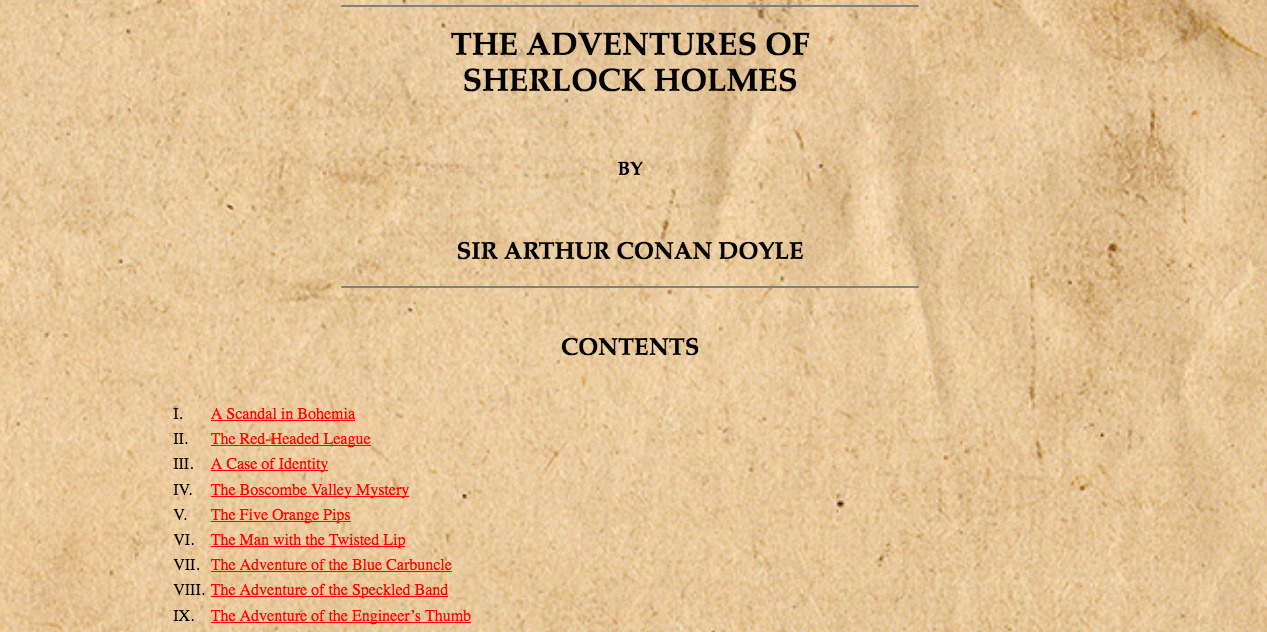 THE ADVENTURES OF
SHERLOCK HOLMES
BY
SIR ARTHUR CONAN DOYLE
CONTENTS
I. A Scandal in Bohemia
II. The Red-Headed League
III. A Case of Identity
IV. The Boscombe Valley Mystery
V. The Five Orange Pips
VI. The Man with the Twisted Lip
VII. The Adventure of the Blue Carbuncle
VIII. The Adventure of the Speckled Band
IX. The Adventure of the Engineer’s Thumb